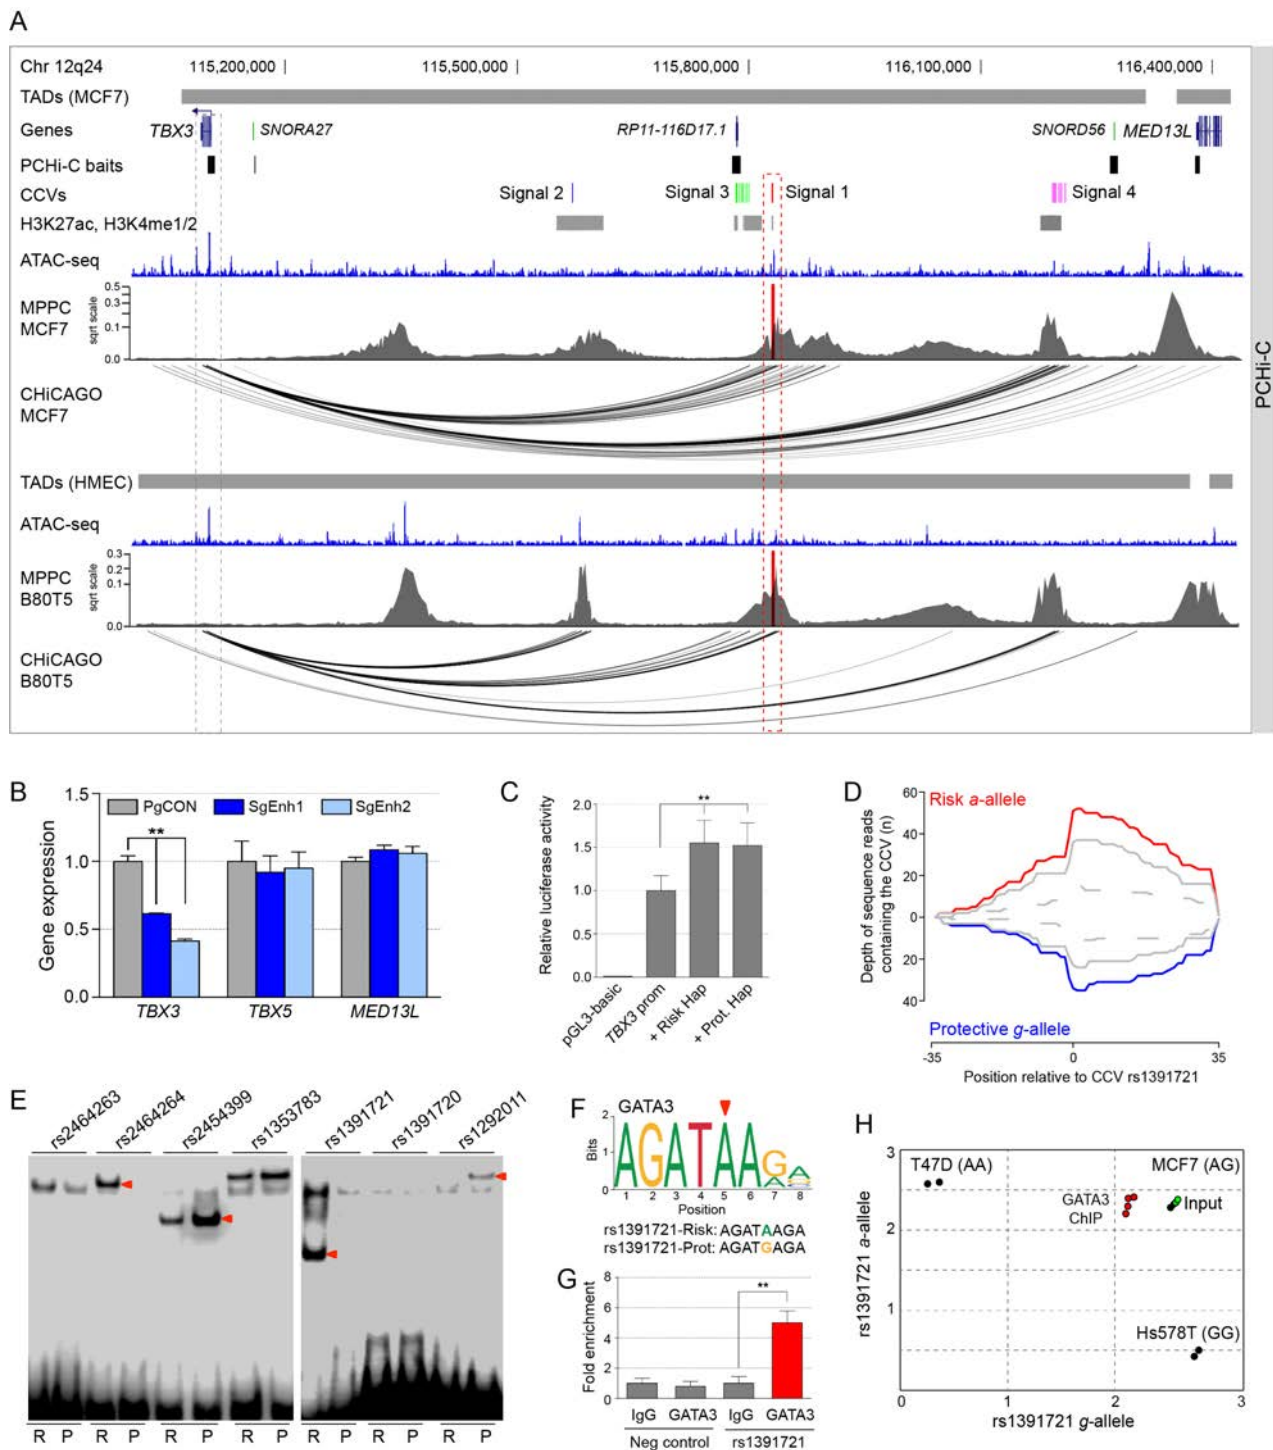 A
Chr 12q24
115,200,000
115,500,000
115,800,000
116,100,000
116,400,000
TADs (MCF7)
Genes
TBX3
SNORA27
RP11-116D17.1
SNORD56
MED13L
PCHi-C baits
CCVs
Signal 2
Signal 3
Signal 1
Signal 4
H3K27ac, H3K4me1/2
ATAC-seq
MPPC
MCF7
sqrt scale
0.5
0.3
0.1
0.0
CHiCAGO
MCF7
TADs (HMEC)
ATAC-seq
MPPC
B80T5
sqrt scale
0.3
0.2
0.1
0.0
CHiCAGO
B80T5
PCHi-C
B
Gene expression
1.5
1.0
0.5
0.0
PgCON
SgEnh1
SgEnh2
**
TBX3
TBX5
MED13L
C
Relative luciferase activity
2.0
1.5
1.0
0.5
0.0
**
pGL3-basic
TBX3 prom
+ Risk Hap
+ Prot. Hap
D
Depth of sequence reads
containing the CCV (n)
60
40
20
0
20
40
Risk a-allele
Protective g-allele
-35
0
35
Position relative to CCV rs1391721
E
rs2464263
rs2464264
rs2454399
rs1353783
rs1391721
rs1391720
rs1292011
R P R P R P R P R P R P R P
F
GATA3
Bits
2
1
0
AGATAAGA
1 2 3 4 5 6 7 8
Position
rs1391721-Risk: AGATAAGA
rs1391721-Prot: AGATGAGA
G
Fold enrichment
8
6
4
2
0
**
IgG
GATA3
IgG
GATA3
Neg control
rs1391721
H
rs1391721 a-allele
3
2
1
0
T47D (AA)
MCF7 (AG)
GATA3
ChIP
Input
Hs578T (GG)
1
2
3
rs1391721 g-allele